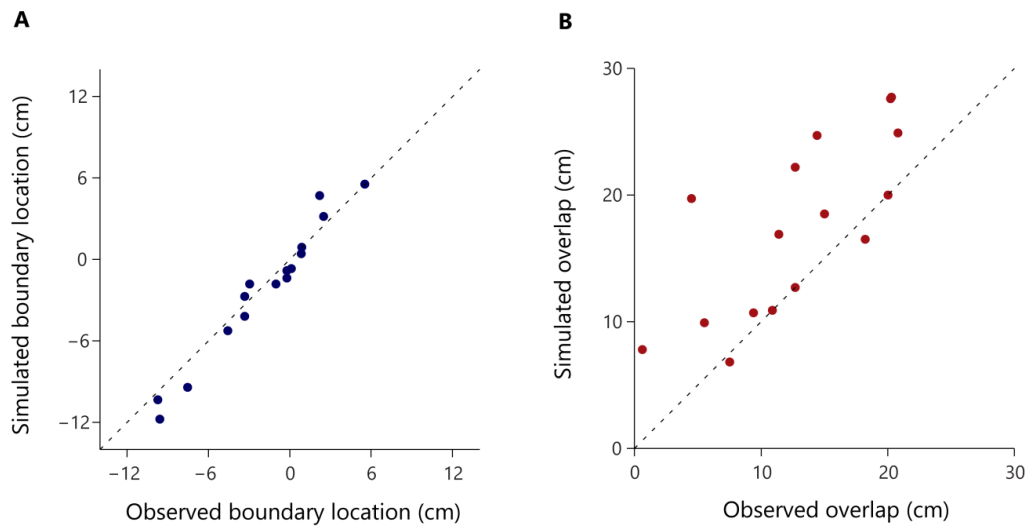 A
Simulated boundary location (cm)
12
6
0
−6
−12
−12 −6 0 6 12
Observed boundary location (cm)
B
Simulated overlap (cm)
30
20
10
0
0 10 20 30
Observed overlap (cm)